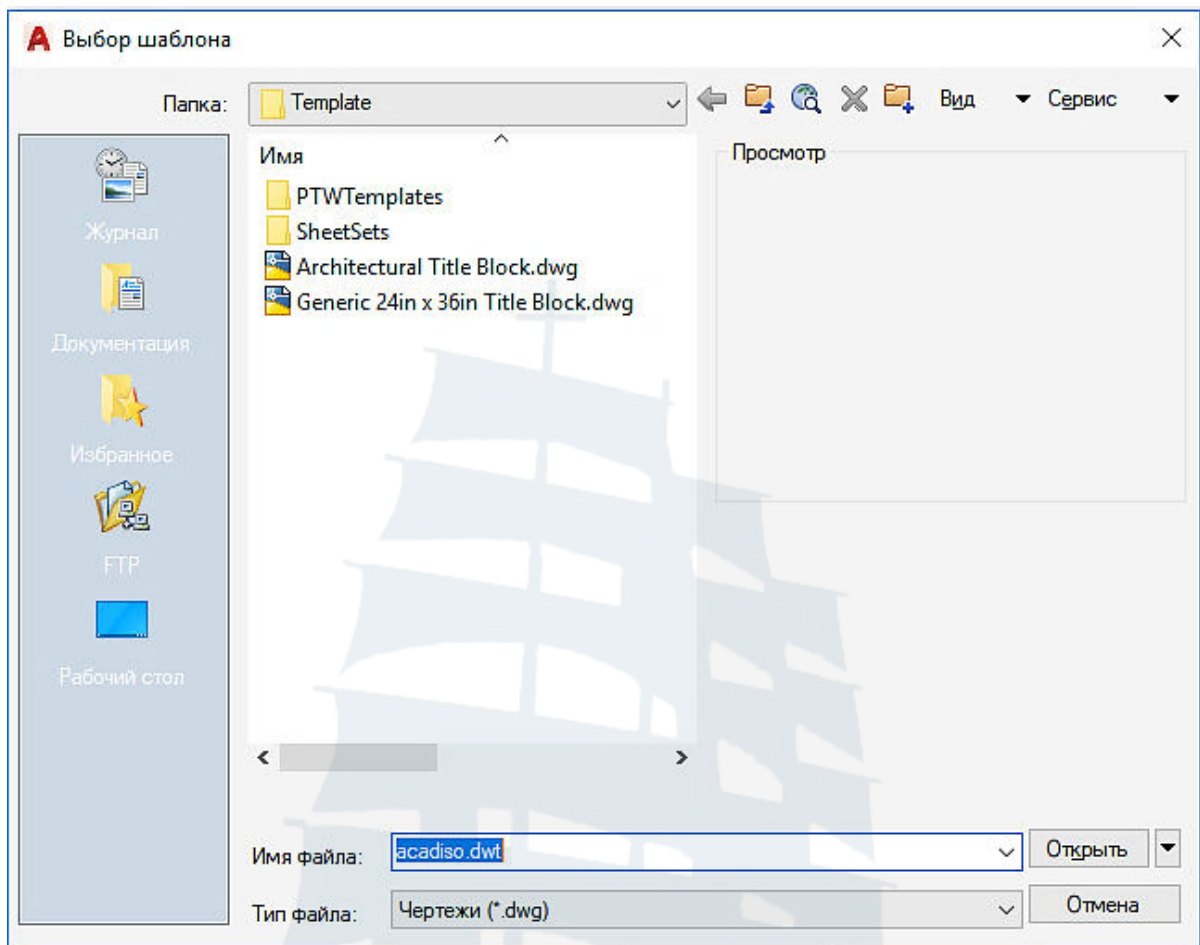 Выбор шаблона
Папка: Template Вид Сервис
Журнал
Документация
Избранное
FTP
Рабочий стол
Имя
PTWTemplates
SheetSets
Architectural Title Block.dwg
Generic 24in x 36in Title Block.dwg
Просмотр
Имя файла: acadiso.dwt Открыть
Тип файла: Чертежи (*.dwg) Отмена